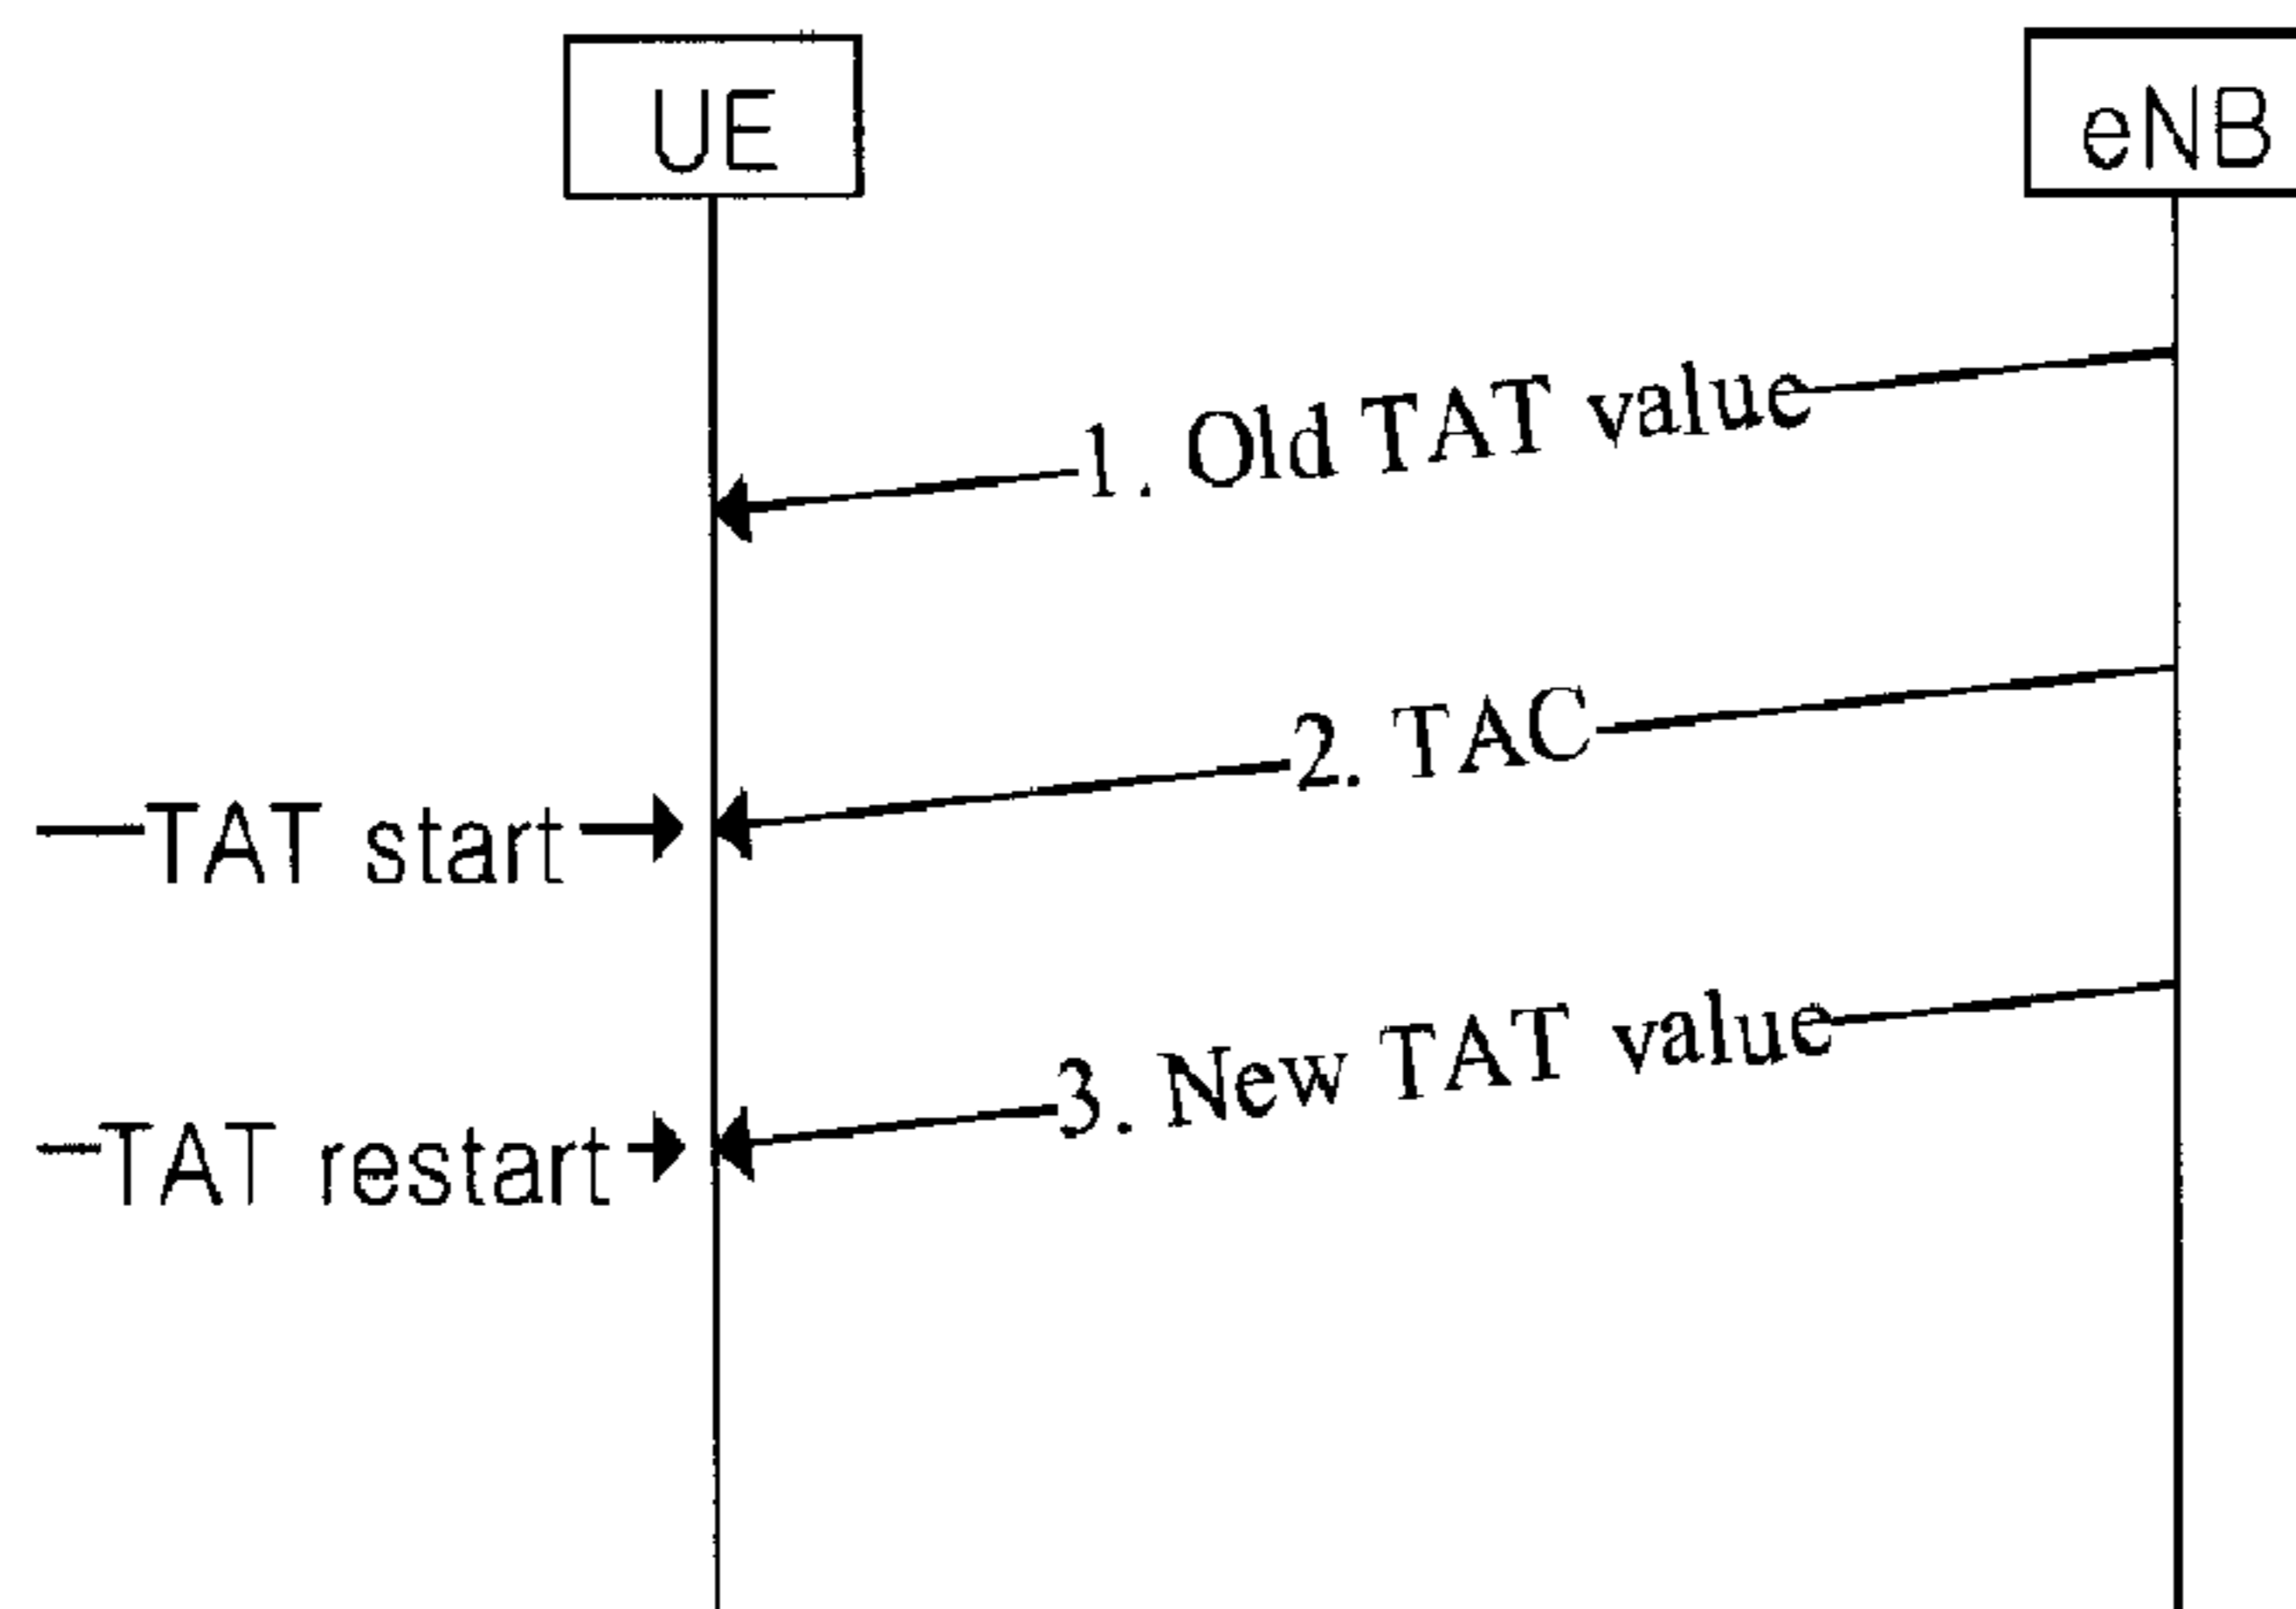 UE
eNB
1. Old TAT value
2. TAC
TAT start
3. New TAT value
TAT restart